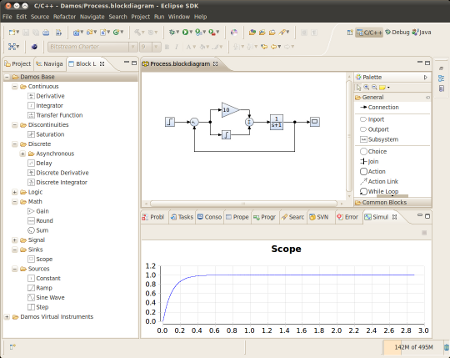 C/C++ - Damos/Process.blockdiagram - Eclipse SDK
File Edit Source Refactor Navigate Search Project Run Window Help
C/C++ Debug Java
Bitstream Charter
Project Naviga Block L
Process.blockdiagram
Damos Base
Continuous
Derivative
Integrator
Transfer Function
Discontinuities
Saturation
Discrete
Asynchronous
Delay
Discrete Derivative
Discrete Integrator
Logic
Math
Gain
Round
Sum
Signal
Sinks
Scope
Sources
Constant
Ramp
Sine Wave
Step
Damos Virtual Instruments
10
1
s+1
Palette
General
Connection
Inport
Outport
Subsystem
Choice
Join
Action
Action Link
While Loop
Common Blocks
Probl Tasks Conso Prope Progr Searc SVN Error Simul
Scope
1.2
1.0
0.8
0.6
0.4
0.2
0.0
0.0 0.2 0.4 0.6 0.8 1.0 1.2 1.4 1.6 1.8 2.0 2.2 2.4 2.6 2.8 3.0
142M of 495M